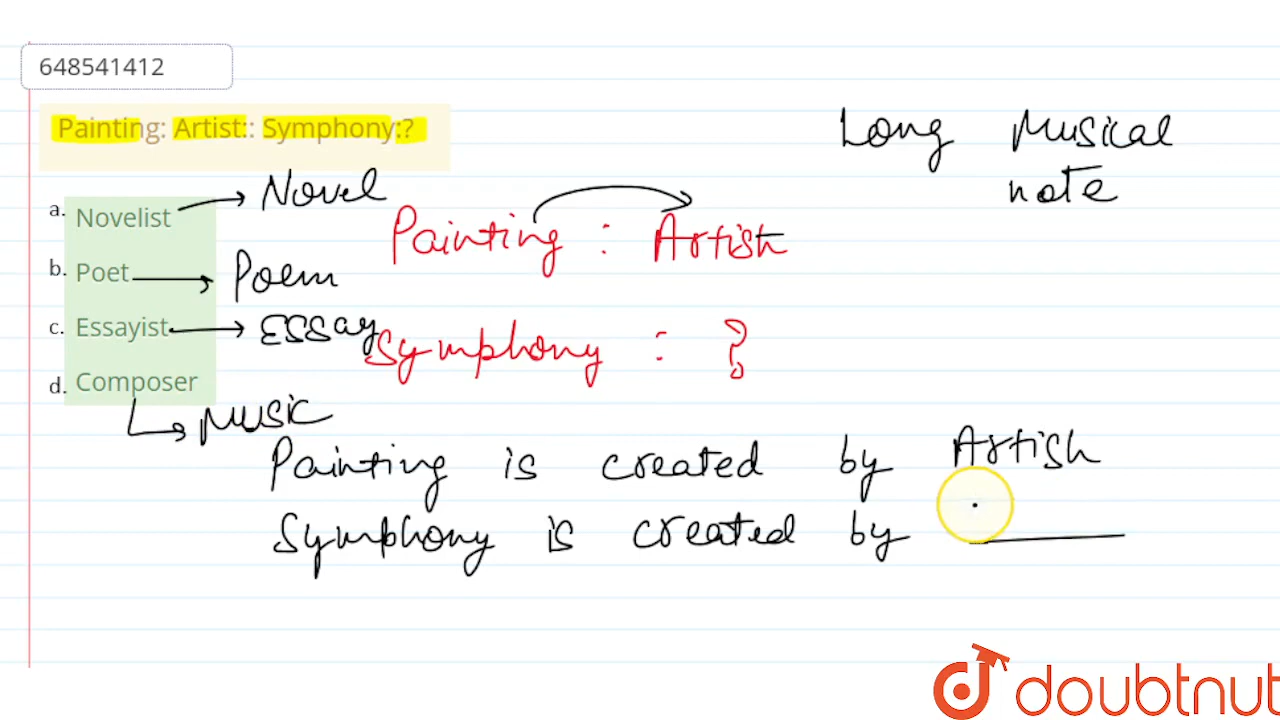 648541412
Painting: Artist:: Symphony:?
Long Musical
note
a. Novelist → Novel
Painting : Artist
b. Poet → Poem
c. Essayist → Essay
Symphony : ?
d. Composer
↳ Music
Painting is created by Artist
Symphony is created by ____
doubtnut